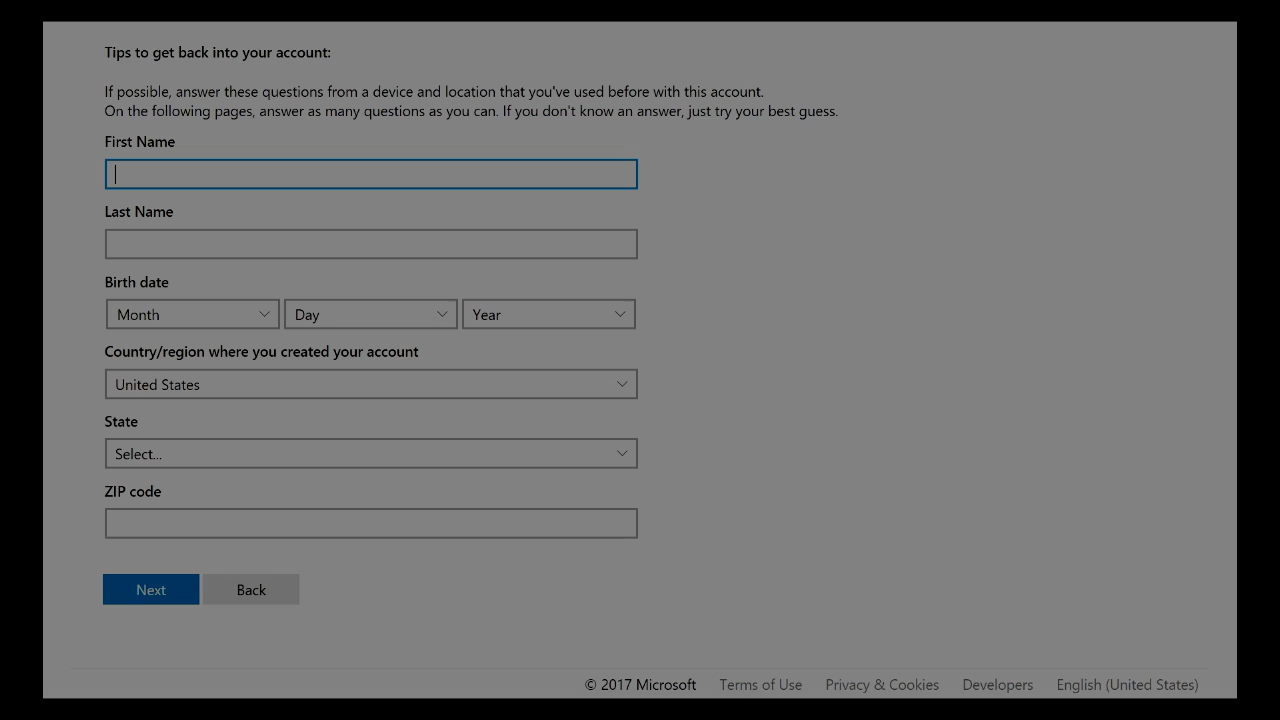 Tips to get back into your account:
If possible, answer these questions from a device and location that you've used before with this account.
On the following pages, answer as many questions as you can. If you don't know an answer, just try your best guess.
First Name
Last Name
Birth date
Month Day Year
Country/region where you created your account
United States
State
Select...
ZIP code
Next Back
© 2017 Microsoft Terms of Use Privacy & Cookies Developers English (United States)